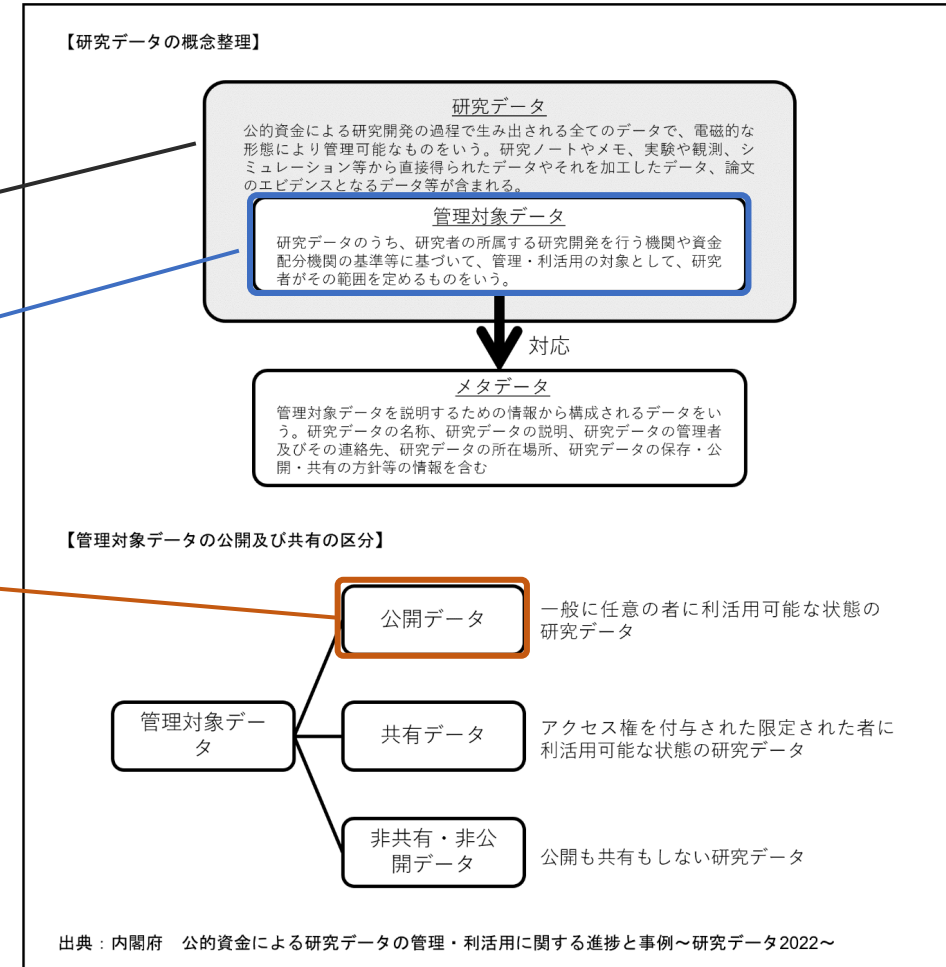 【研究データの概念整理】
研究データ
公的資金による研究開発の過程で生み出される全てのデータで、電磁的な
形態により管理可能なものをいう。研究ノートやメモ、実験や観測、シ
ミュレーション等から直接得られたデータやそれを加工したデータ、論文
のエビデンスとなるデータ等が含まれる。
管理対象データ
研究データのうち、研究者の所属する研究開発を行う機関や資金
配分機関の基準等に基づいて、管理・利活用の対象として、研究
者がその範囲を定めるものをいう。
対応
メタデータ
管理対象データを説明するための情報から構成されるデータをい
う。研究データの名称、研究データの説明、研究データの管理者
及びその連絡先、研究データの所在場所、研究データの保存・公
開・共有の方針等の情報を含む
【管理対象データの公開及び共有の区分】
公開データ
一般に任意の者に利活用可能な状態の
研究データ
管理対象デー
タ
共有データ
アクセス権を付与された限定された者に
利活用可能な状態の研究データ
非共有・非公
開データ
公開も共有もしない研究データ
出典：内閣府　公的資金による研究データの管理・利活用に関する進捗と事例～研究データ2022～